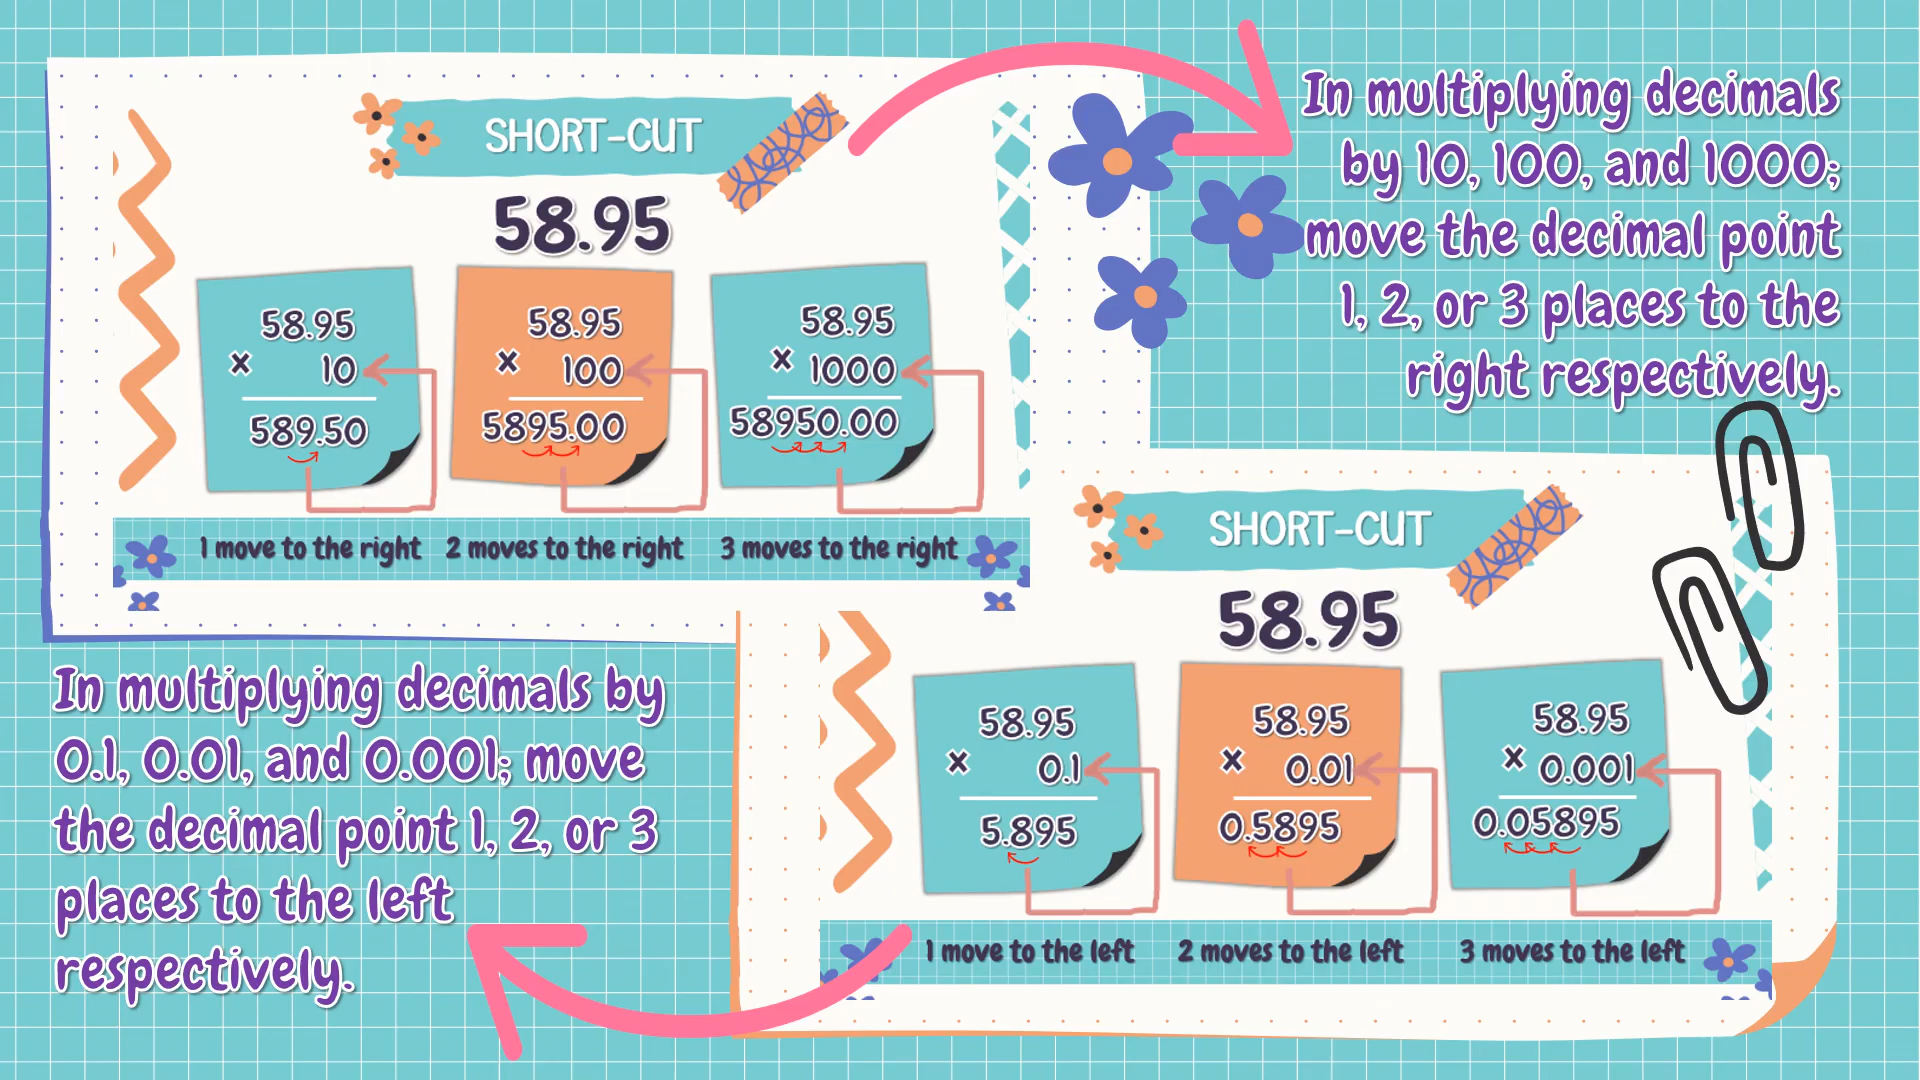 SHORT-CUT
58.95
58.95
× 10
589.50
58.95
× 100
5895.00
58.95
× 1000
58950.00
1 move to the right
2 moves to the right
3 moves to the right
In multiplying decimals
by 10, 100, and 1000;
move the decimal point
1, 2, or 3 places to the
right respectively.
SHORT-CUT
58.95
58.95
× 0.1
5.895
58.95
× 0.01
0.5895
58.95
× 0.001
0.05895
1 move to the left
2 moves to the left
3 moves to the left
In multiplying decimals by
0.1, 0.01, and 0.001; move
the decimal point 1, 2, or 3
places to the left
respectively.